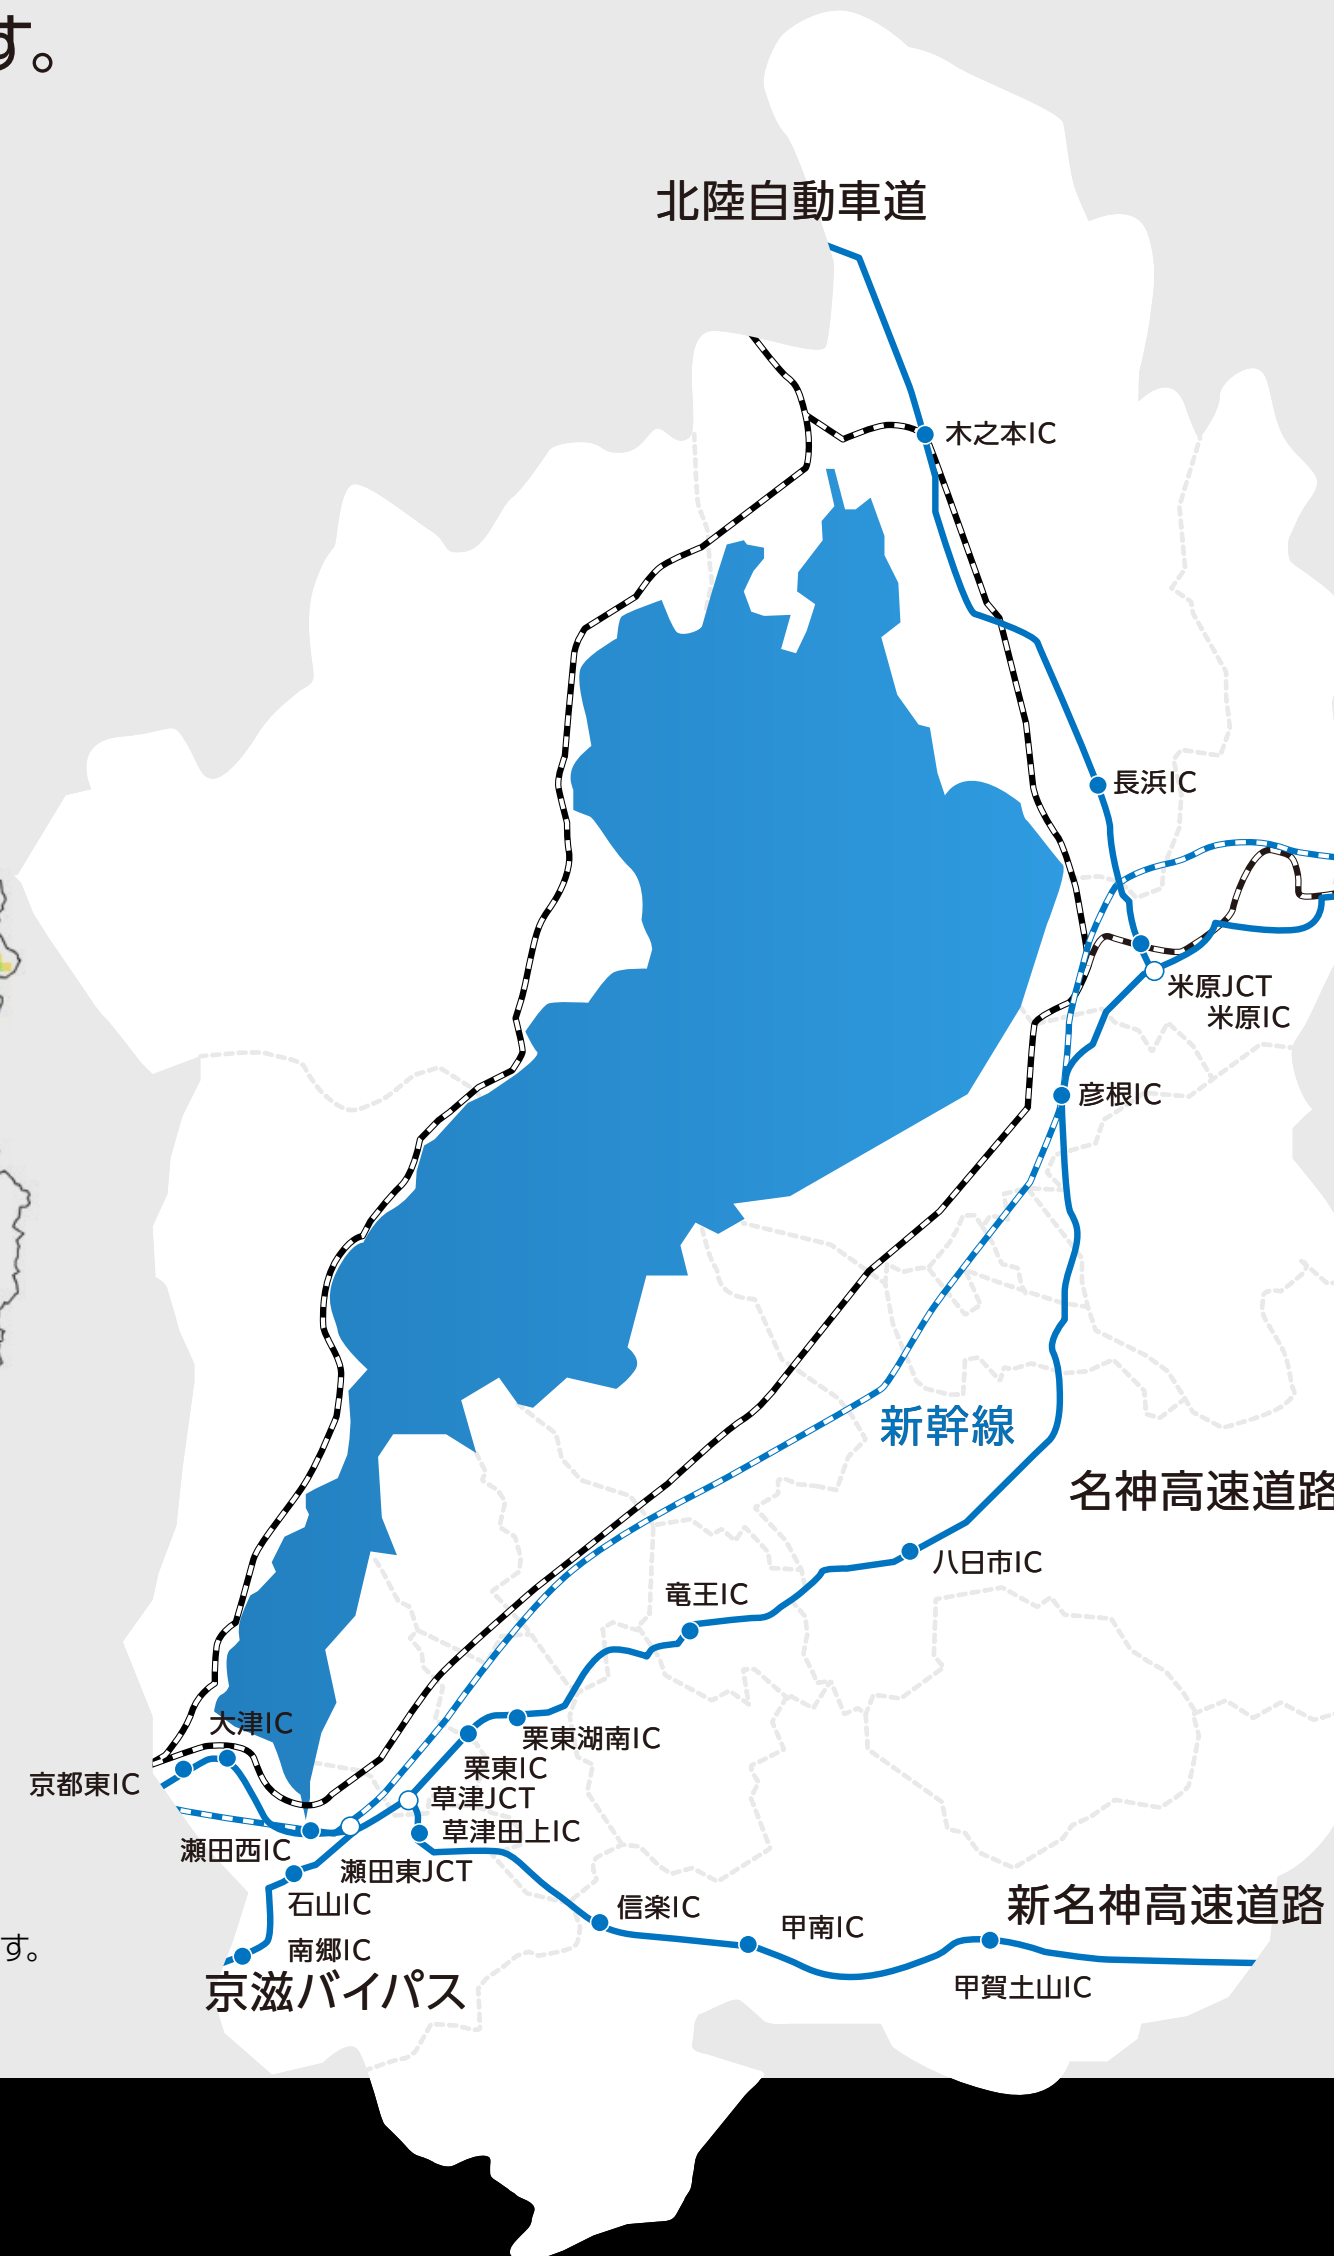 す。
北陸自動車道
木之本IC
長浜IC
米原JCT
米原IC
彦根IC
新幹線
名神高速道路
八日市IC
竜王IC
大津IC
栗東湖南IC
栗東IC
京都東IC
草津JCT
草津田上IC
瀬田西IC
瀬田東JCT
石山IC
信楽IC
新名神高速道路
甲南IC
す。
南郷IC
甲賀土山IC
京滋バイパス